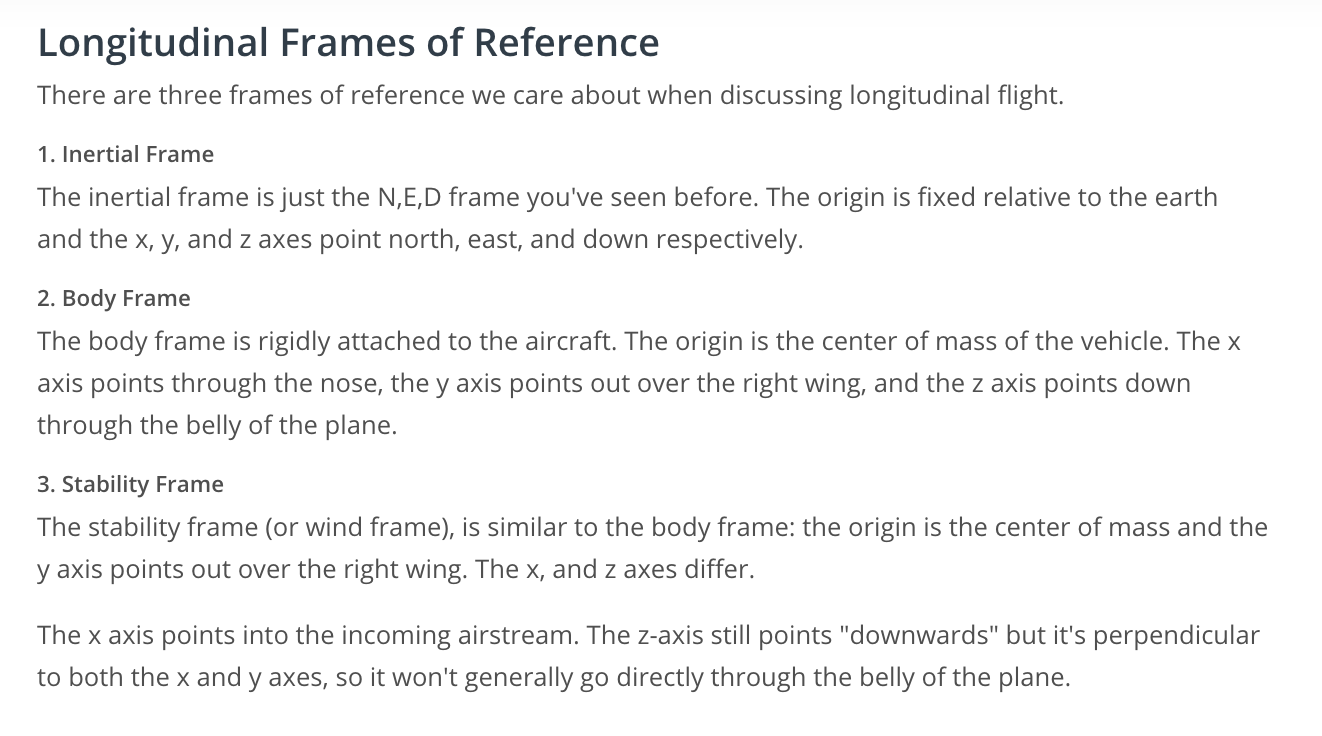 Longitudinal Frames of Reference
There are three frames of reference we care about when discussing longitudinal flight.
1. Inertial Frame
The inertial frame is just the N,E,D frame you've seen before. The origin is fixed relative to the earth
and the x, y, and z axes point north, east, and down respectively.
2. Body Frame
The body frame is rigidly attached to the aircraft. The origin is the center of mass of the vehicle. The x
axis points through the nose, the y axis points out over the right wing, and the z axis points down
through the belly of the plane.
3. Stability Frame
The stability frame (or wind frame), is similar to the body frame: the origin is the center of mass and the
y axis points out over the right wing. The x, and z axes differ.
The x axis points into the incoming airstream. The z-axis still points "downwards" but it's perpendicular
to both the x and y axes, so it won't generally go directly through the belly of the plane.